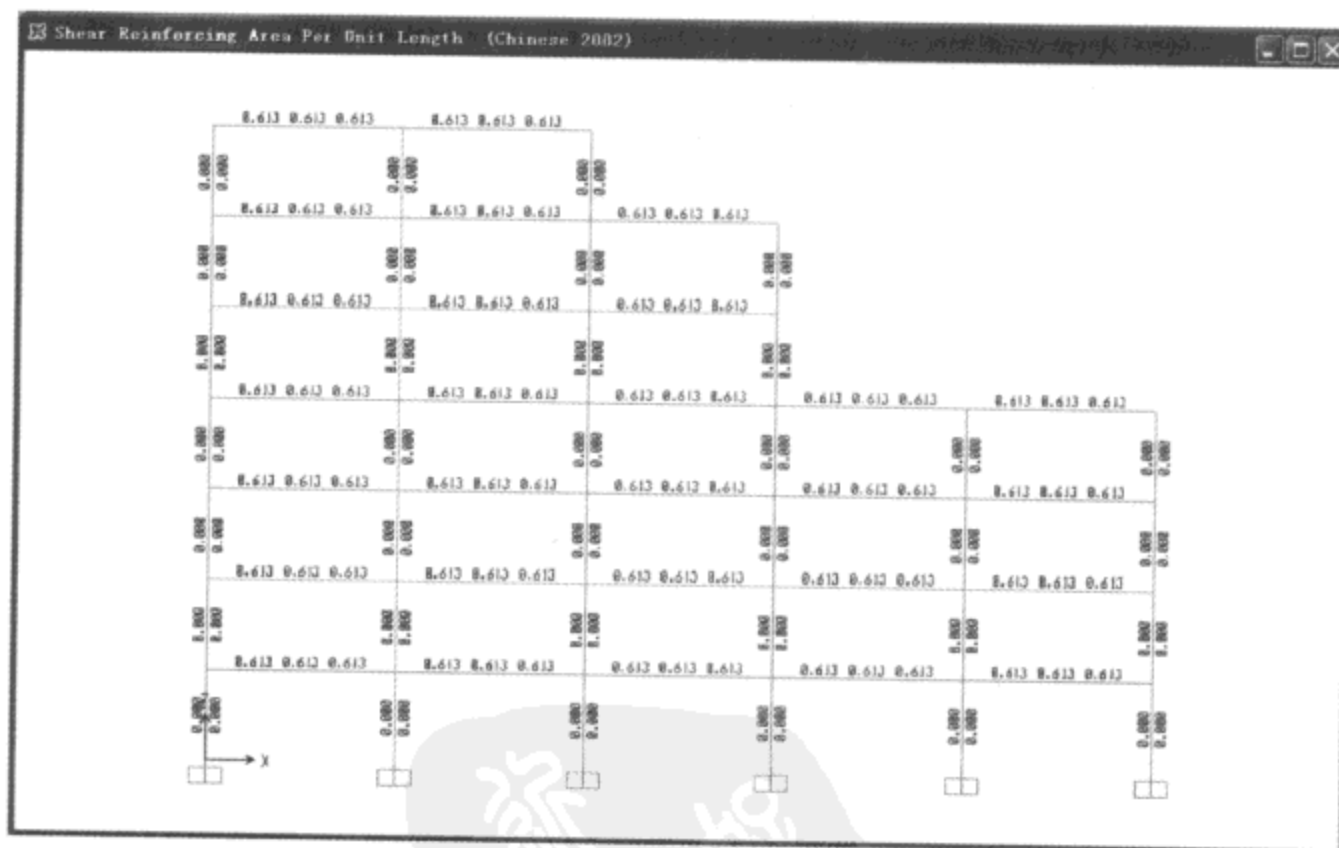 Shear Reinforcing Area Per Unit Length (Chinese 2002)
0.613 0.613 0.613 0.613 0.613 0.613
0.000 0.000 0.000 0.000 0.000 0.000
0.613 0.613 0.613 0.613 0.613 0.613 0.613 0.613 0.613
0.000 0.000 0.000 0.000 0.000 0.000 0.000 0.000
0.613 0.613 0.613 0.613 0.613 0.613 0.613 0.613 0.613
0.000 0.000 0.000 0.000 0.000 0.000 0.000 0.000
0.613 0.613 0.613 0.613 0.613 0.613 0.613 0.613 0.613 0.613 0.613 0.613 0.613 0.613 0.613
0.000 0.000 0.000 0.000 0.000 0.000 0.000 0.000 0.000 0.000 0.000 0.000
0.613 0.613 0.613 0.613 0.613 0.613 0.613 0.613 0.613 0.613 0.613 0.613 0.613 0.613 0.613
0.000 0.000 0.000 0.000 0.000 0.000 0.000 0.000 0.000 0.000 0.000 0.000
0.613 0.613 0.613 0.613 0.613 0.613 0.613 0.613 0.613 0.613 0.613 0.613 0.613 0.613 0.613
0.000 0.000 0.000 0.000 0.000 0.000 0.000 0.000 0.000 0.000 0.000 0.000
0.613 0.613 0.613 0.613 0.613 0.613 0.613 0.613 0.613 0.613 0.613 0.613 0.613 0.613 0.613
0.000 0.000 0.000 0.000 0.000 0.000 0.000 0.000 0.000 0.000 0.000 0.000
X